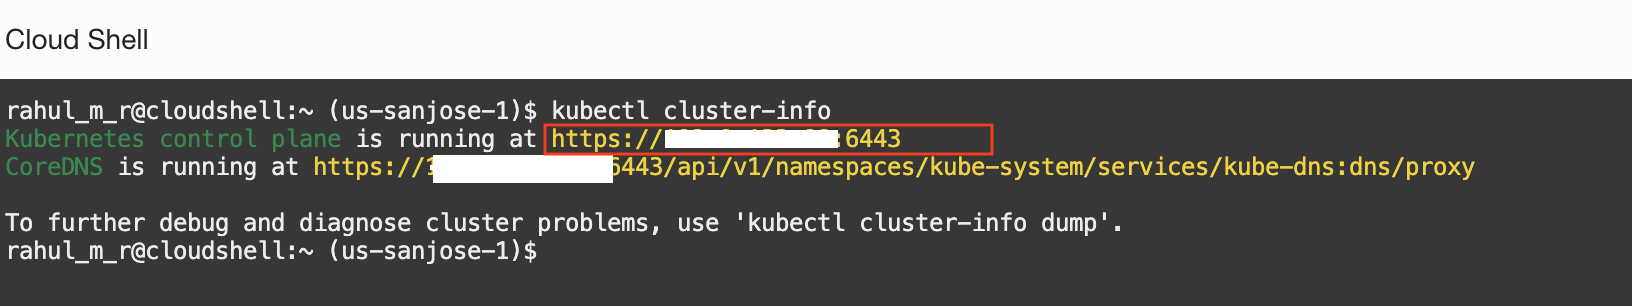 Cloud Shell
rahul_m_r@cloudshell:~ (us-sanjose-1)$ kubectl cluster-info
Kubernetes control plane is running at https:// :6443
CoreDNS is running at https://1 6443/api/v1/namespaces/kube-system/services/kube-dns:dns/proxy
To further debug and diagnose cluster problems, use 'kubectl cluster-info dump'.
rahul_m_r@cloudshell:~ (us-sanjose-1)$